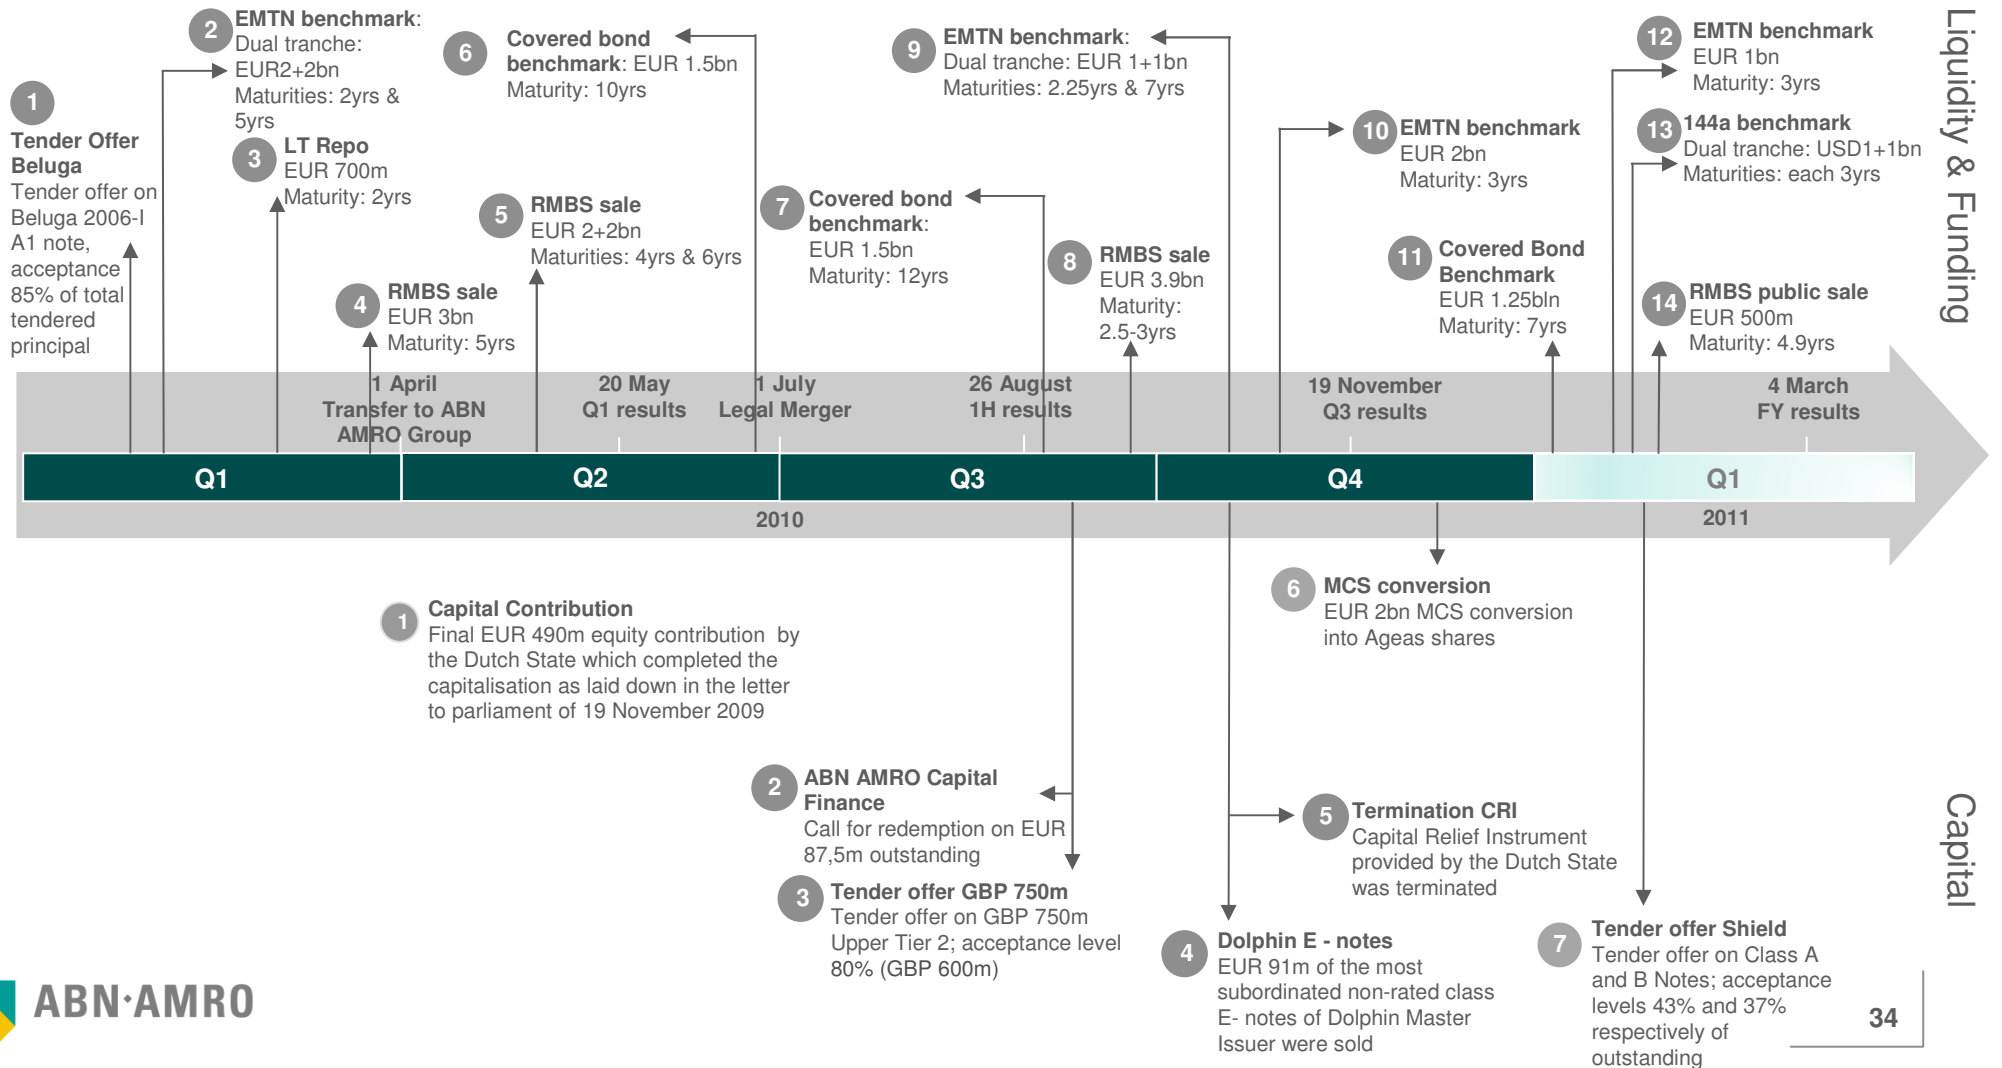 Liquidity & Funding
1
Tender Offer
Beluga
Tender offer on
Beluga 2006-I
A1 note,
acceptance
85% of total
tendered
principal
2
EMTN benchmark:
Dual tranche:
EUR2+2bn
Maturities: 2yrs &
5yrs
3
LT Repo
EUR 700m
Maturity: 2yrs
4
RMBS sale
EUR 3bn
Maturity: 5yrs
5
RMBS sale
EUR 2+2bn
Maturities: 4yrs & 6yrs
6
Covered bond
benchmark: EUR 1.5bn
Maturity: 10yrs
7
Covered bond
benchmark:
EUR 1.5bn
Maturity: 12yrs
8
RMBS sale
EUR 3.9bn
Maturity:
2.5-3yrs
9
EMTN benchmark:
Dual tranche: EUR 1+1bn
Maturities: 2.25yrs & 7yrs
10
EMTN benchmark
EUR 2bn
Maturity: 3yrs
11
Covered Bond
Benchmark
EUR 1.25bln
Maturity: 7yrs
12
EMTN benchmark
EUR 1bn
Maturity: 3yrs
13
144a benchmark
Dual tranche: USD1+1bn
Maturities: each 3yrs
14
RMBS public sale
EUR 500m
Maturity: 4.9yrs
1 April
Transfer to ABN
AMRO Group
20 May
Q1 results
1 July
Legal Merger
26 August
1H results
19 November
Q3 results
4 March
FY results
Q1
Q2
Q3
Q4
Q1
2010
2011
Capital
1
Capital Contribution
Final EUR 490m equity contribution by
the Dutch State which completed the
capitalisation as laid down in the letter
to parliament of 19 November 2009
2
ABN AMRO Capital
Finance
Call for redemption on EUR
87,5m outstanding
3
Tender offer GBP 750m
Tender offer on GBP 750m
Upper Tier 2; acceptance level
80% (GBP 600m)
4
Dolphin E - notes
EUR 91m of the most
subordinated non-rated class
E- notes of Dolphin Master
Issuer were sold
5
Termination CRI
Capital Relief Instrument
provided by the Dutch State
was terminated
6
MCS conversion
EUR 2bn MCS conversion
into Ageas shares
7
Tender offer Shield
Tender offer on Class A
and B Notes; acceptance
levels 43% and 37%
respectively of
outstanding
ABN·AMRO
34